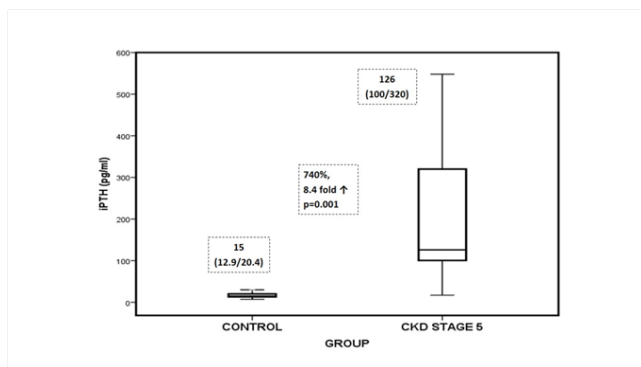 600
500
400
300
200
100
0
iPTH (pg/ml)
126
(100/320)
740%,
8.4 fold ↑
p=0.001
15
(12.9/20.4)
CONTROL
CKD STAGE 5
GROUP